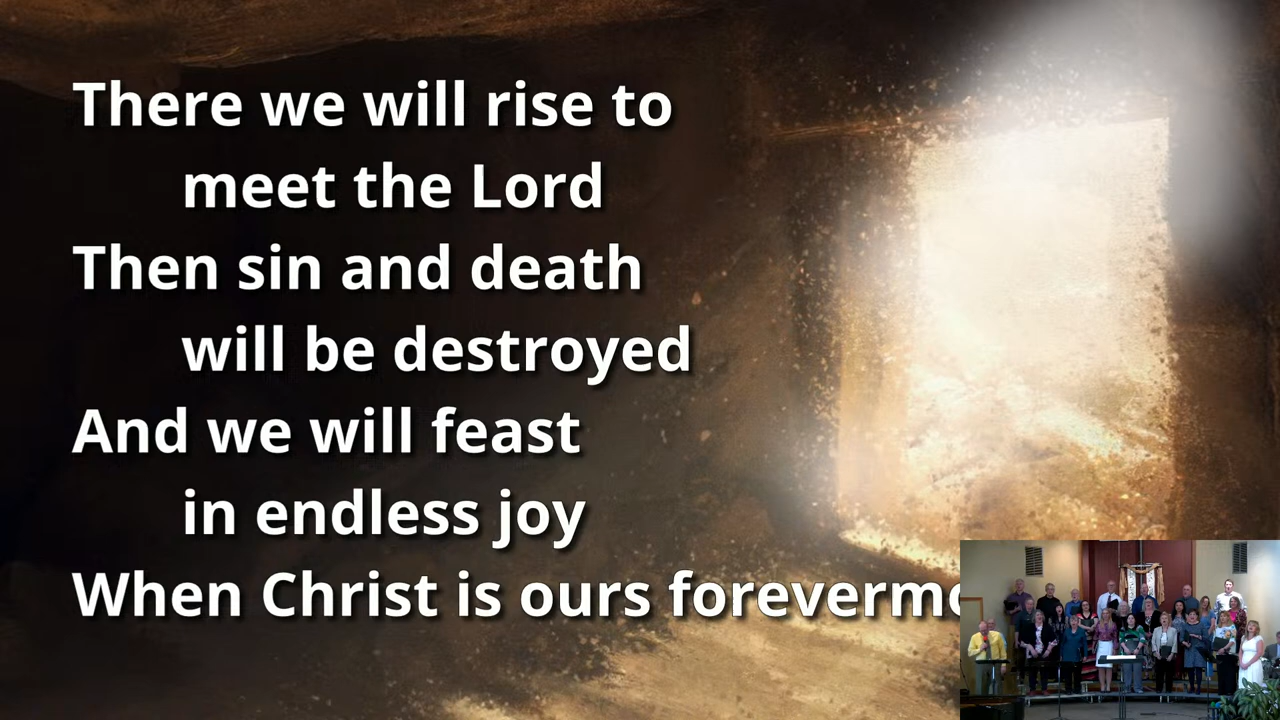 There we will rise to
meet the Lord
Then sin and death
will be destroyed
And we will feast
in endless joy
When Christ is ours